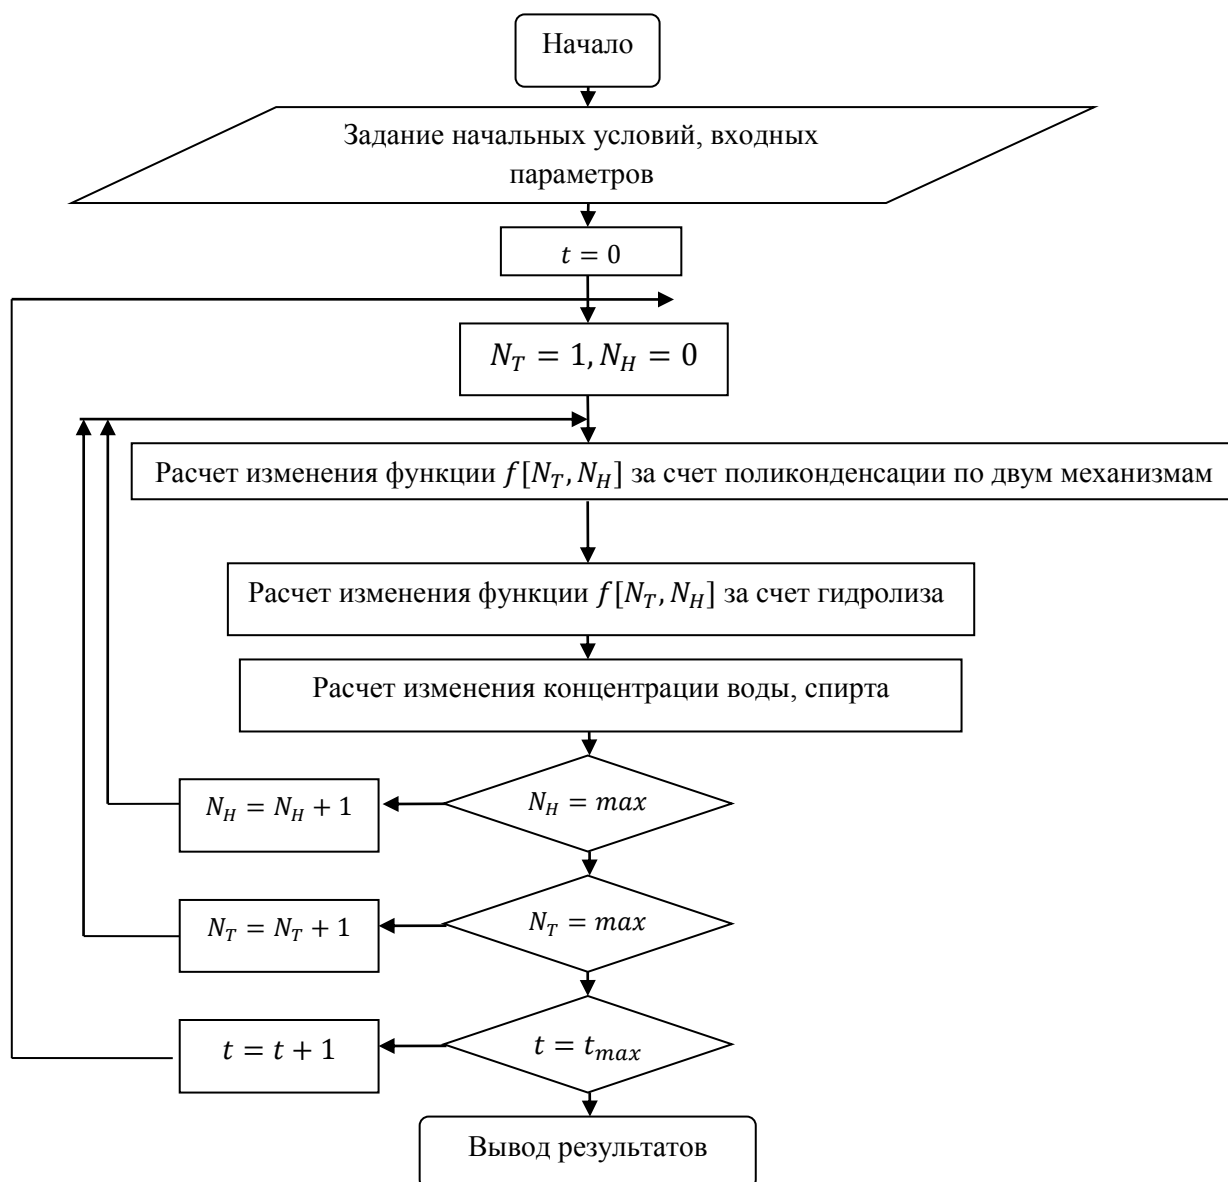 Начало
Задание начальных условий, входных
параметров
t = 0
N_T = 1, N_H = 0
Расчет изменения функции f[N_T, N_H] за счет поликонденсации по двум механизмам
Расчет изменения функции f[N_T, N_H] за счет гидролиза
Расчет изменения концентрации воды, спирта
N_H = N_H + 1
N_H = max
N_T = N_T + 1
N_T = max
t = t + 1
t = t_{max}
Вывод результатов